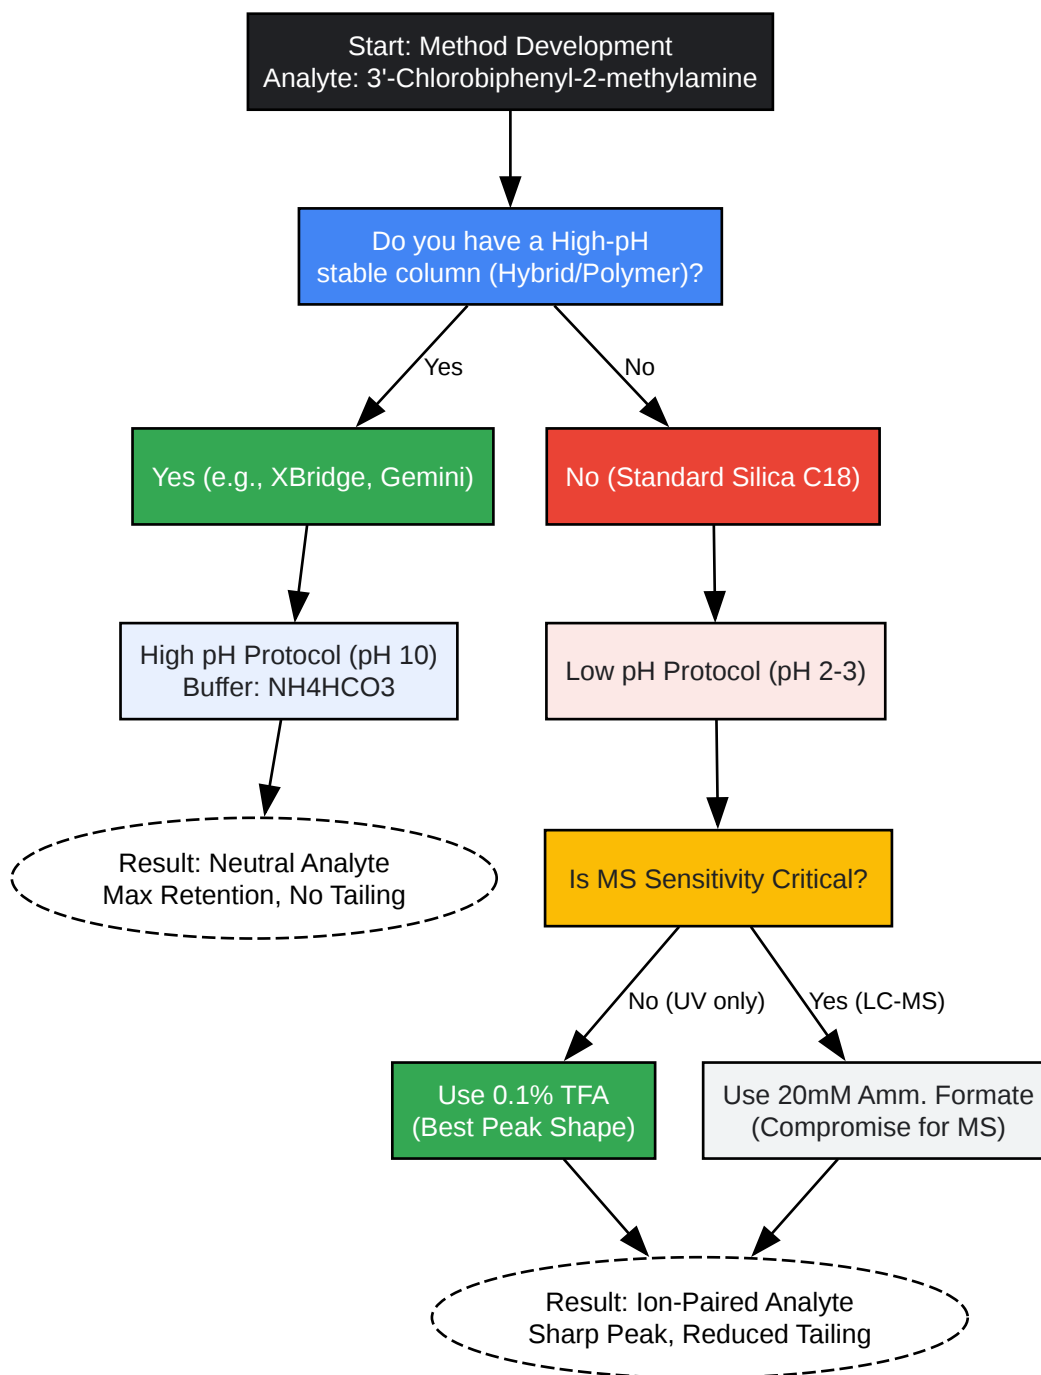 Start: Method Development
Analyte: 3'-Chlorobiphenyl-2-methylamine
Do you have a High-pH
stable column (Hybrid/Polymer)?
Yes
No
Yes (e.g., XBridge, Gemini)
No (Standard Silica C18)
High pH Protocol (pH 10)
Buffer: NH4HCO3
Low pH Protocol (pH 2-3)
Result: Neutral Analyte
Max Retention, No Tailing
Is MS Sensitivity Critical?
No (UV only)
Yes (LC-MS)
Use 0.1% TFA
(Best Peak Shape)
Use 20mM Amm. Formate
(Compromise for MS)
Result: Ion-Paired Analyte
Sharp Peak, Reduced Tailing